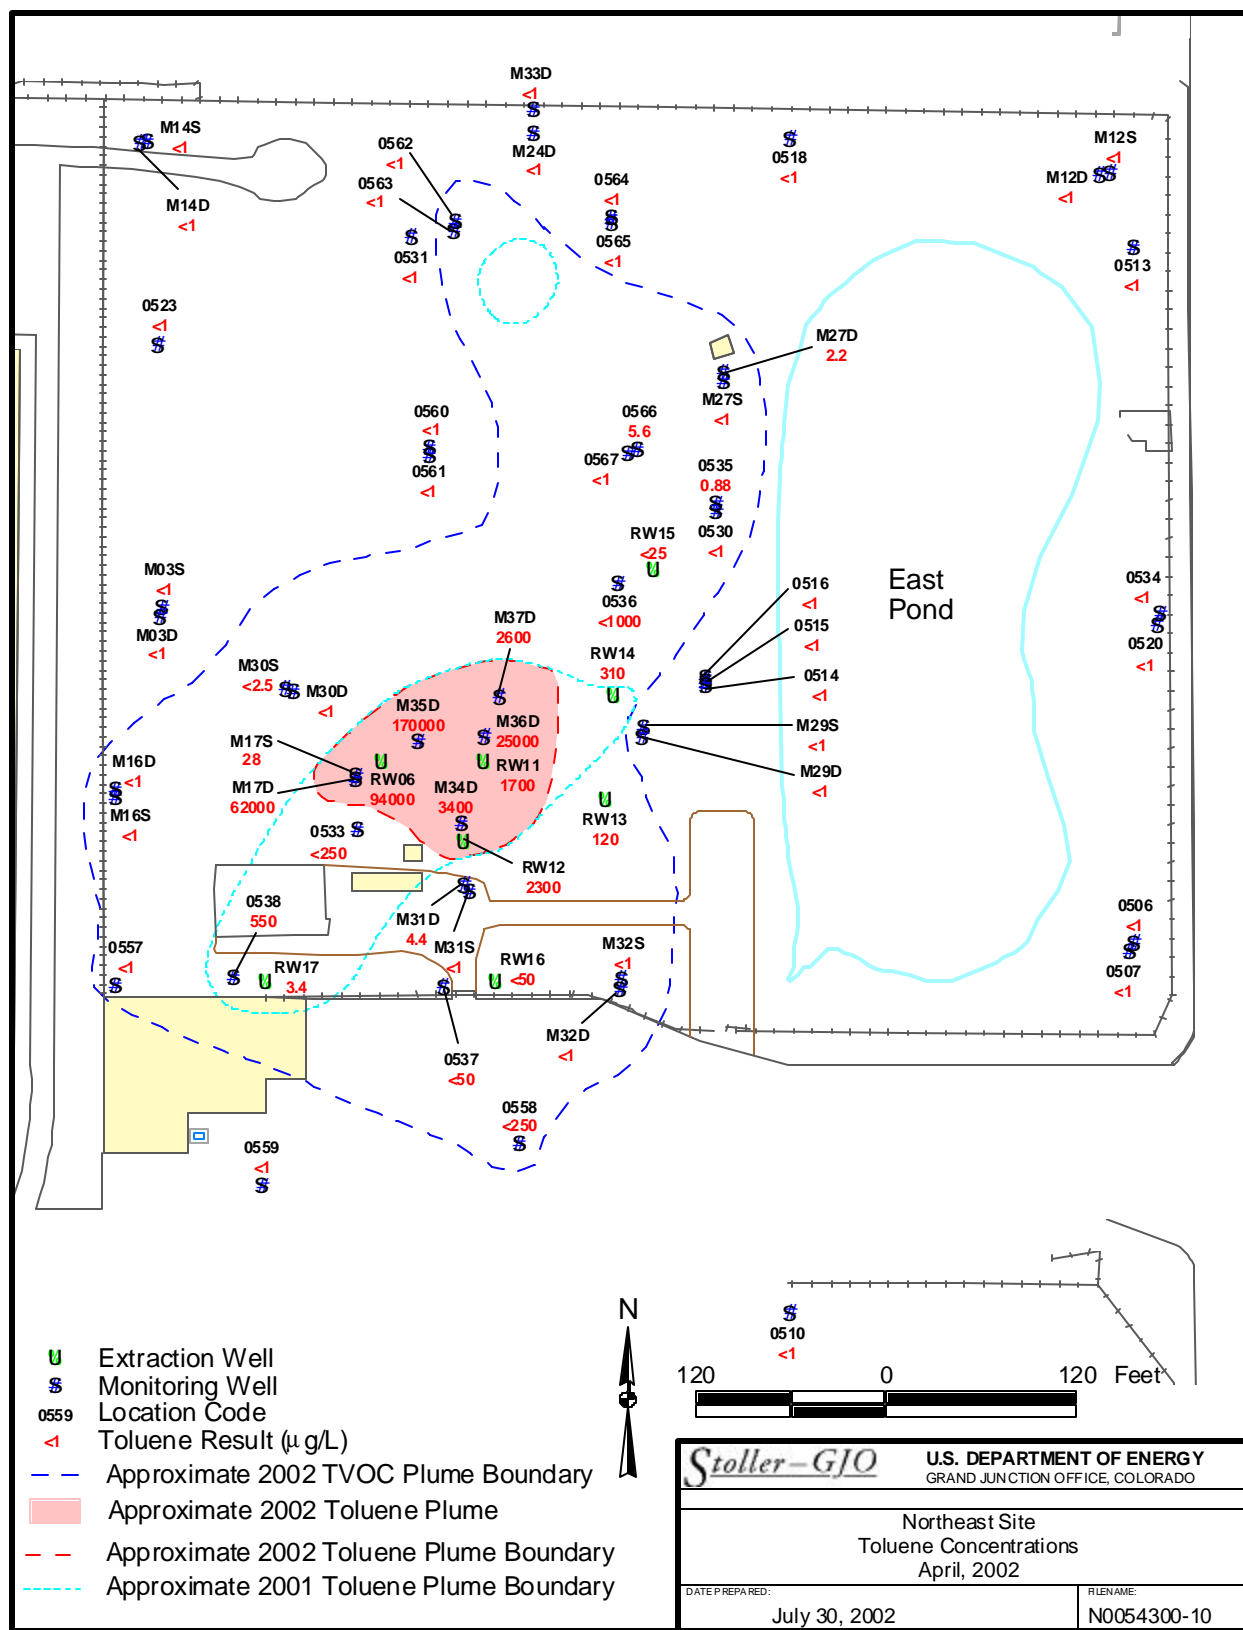 M33D
<1
M14S
<1
0562
<1
M24D
<1
0518
<1
M12S
<1
M12D
<1
0563
<1
0564
<1
M14D
<1
0531
<1
0565
<1
0513
<1
0523
<1
M27D
2.2
M27S
<1
0560
<1
0566
5.6
0561
<1
0567
<1
0535
0.88
0530
<1
RW15
<25
M03S
<1
0536
<1000
0516
<1
East
Pond
0534
<1
M03D
<1
M37D
2600
0515
<1
0520
<1
M30S
<2.5
M30D
<1
RW14
310
0514
<1
M35D
170000
M36D
25000
M29S
<1
M17S
28
M16D
<1
M17D
62000
RW06
94000
M34D
3400
RW11
1700
M29D
<1
M16S
<1
0533
<250
RW13
120
RW12
2300
0538
550
M31D
4.4
M31S
<1
0506
<1
0557
<1
RW17
3.4
RW16
<50
M32S
<1
0507
<1
M32D
<1
0537
<50
0558
<250
0559
<1
0510
<1
N
120 0 120 Feet
Extraction Well
Monitoring Well
0559 Location Code
<1 Toluene Result (µg/L)
Approximate 2002 TVOC Plume Boundary
Approximate 2002 Toluene Plume
Approximate 2002 Toluene Plume Boundary
Approximate 2001 Toluene Plume Boundary
Stoller-GJO
U.S. DEPARTMENT OF ENERGY
GRAND JUNCTION OFFICE, COLORADO
Northeast Site
Toluene Concentrations
April, 2002
DATE PREPARED:
July 30, 2002
FILENAME:
N0054300-10